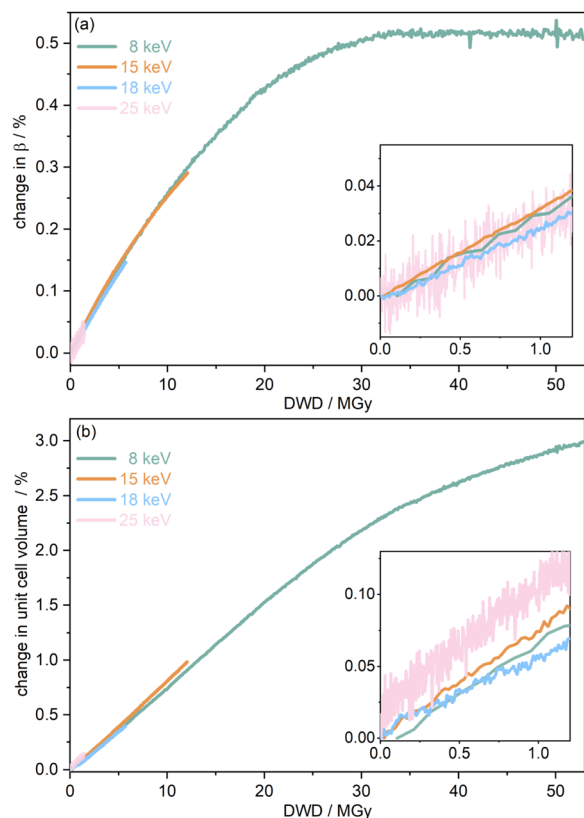 (a)
8 keV
15 keV
18 keV
25 keV
change in β / %
0.5
0.4
0.3
0.2
0.1
0.0
0.04
0.02
0.00
0.0 0.5 1.0
0 10 20 30 40 50
DWD / MGy
(b)
8 keV
15 keV
18 keV
25 keV
change in unit cell volume / %
3.0
2.5
2.0
1.5
1.0
0.5
0.0
0.10
0.05
0.00
0.0 0.5 1.0
0 10 20 30 40 50
DWD / MGy